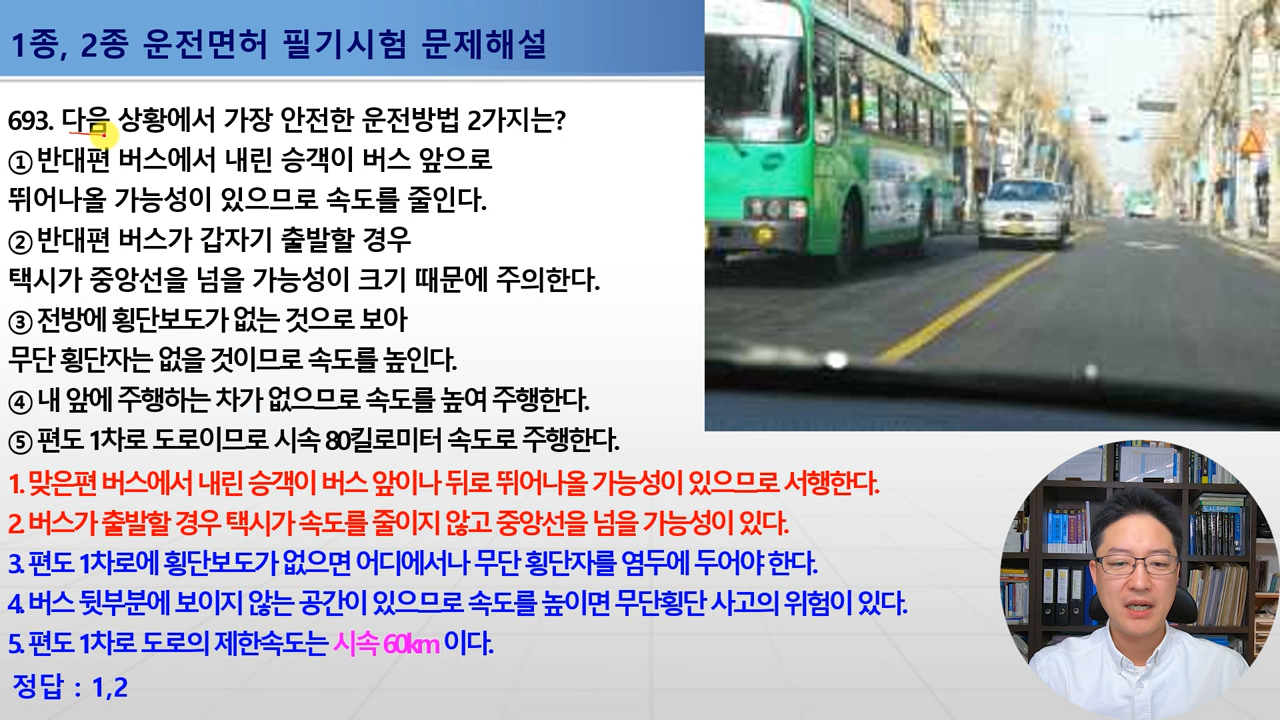 1종, 2종 운전면허 필기시험 문제해설
693. 다음 상황에서 가장 안전한 운전방법 2가지는?
① 반대편 버스에서 내린 승객이 버스 앞으로
뛰어나올 가능성이 있으므로 속도를 줄인다.
② 반대편 버스가 갑자기 출발할 경우
택시가 중앙선을 넘을 가능성이 크기 때문에 주의한다.
③ 전방에 횡단보도가 없는 것으로 보아
무단 횡단자는 없을 것이므로 속도를 높인다.
④ 내 앞에 주행하는 차가 없으므로 속도를 높여 주행한다.
⑤ 편도 1차로 도로이므로 시속 80킬로미터 속도로 주행한다.
1. 맞은편 버스에서 내린 승객이 버스 앞이나 뒤로 뛰어나올 가능성이 있으므로 서행한다.
2. 버스가 출발할 경우 택시가 속도를 줄이지 않고 중앙선을 넘을 가능성이 있다.
3. 편도 1차로에 횡단보도가 없으면 어디에서나 무단 횡단자를 염두에 두어야 한다.
4. 버스 뒷부분에 보이지 않는 공간이 있으므로 속도를 높이면 무단횡단 사고의 위험이 있다.
5. 편도 1차로 도로의 제한속도는 시속 60km 이다.
정답 : 1,2